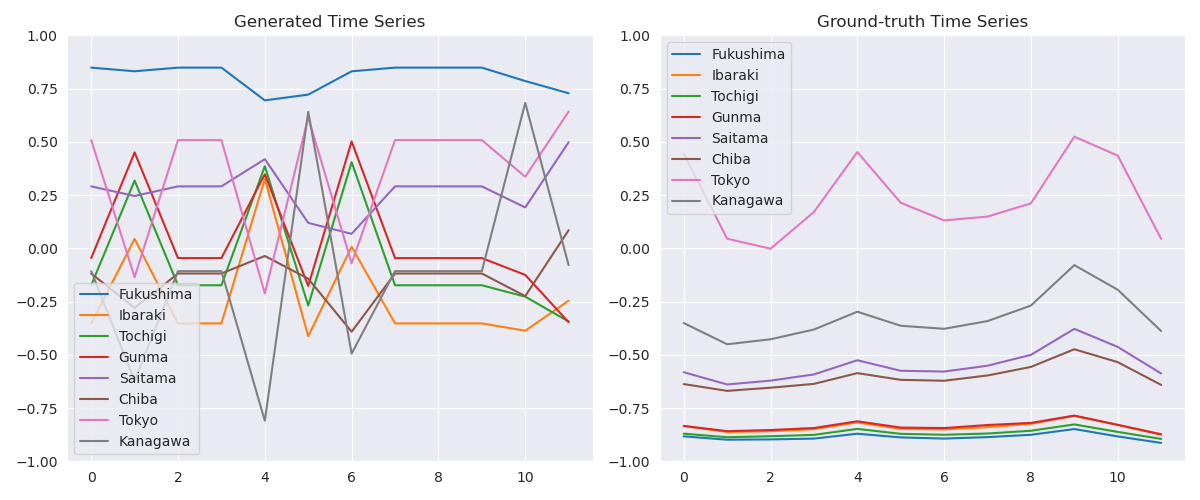 Generated Time Series
1.00
0.75
0.50
0.25
0.00
−0.25
−0.50
−0.75
−1.00
0 2 4 6 8 10
Fukushima
Ibaraki
Tochigi
Gunma
Saitama
Chiba
Tokyo
Kanagawa
Ground-truth Time Series
1.00
0.75
0.50
0.25
0.00
−0.25
−0.50
−0.75
−1.00
0 2 4 6 8 10
Fukushima
Ibaraki
Tochigi
Gunma
Saitama
Chiba
Tokyo
Kanagawa